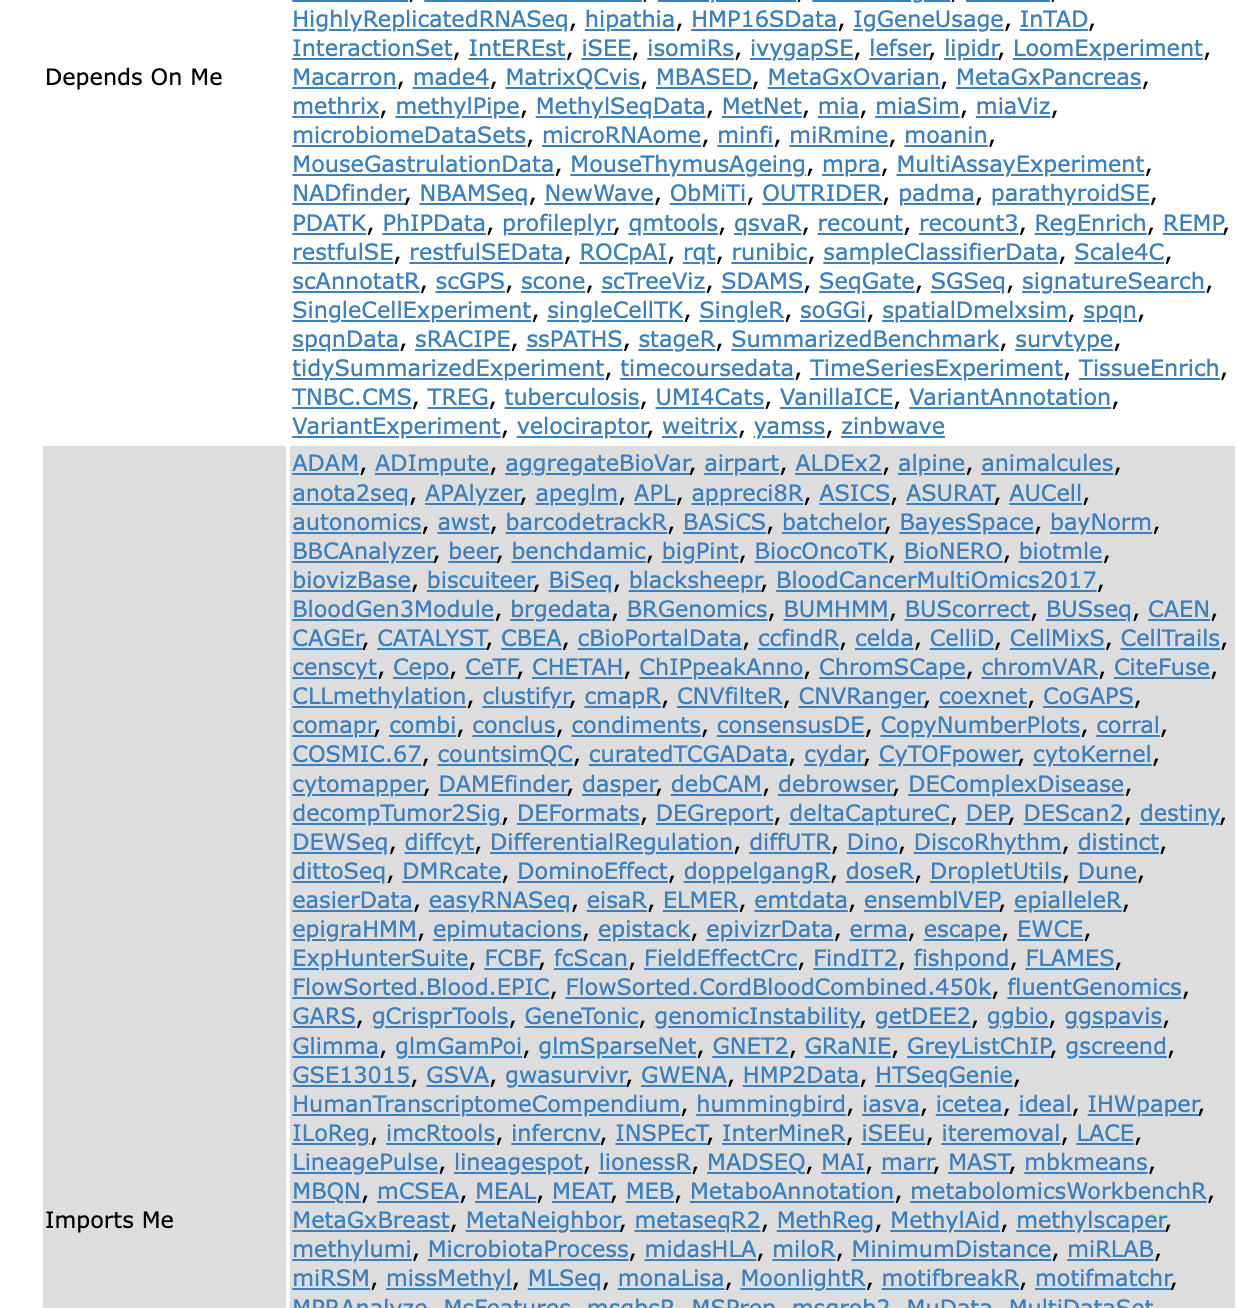 HighlyReplicatedRNASeq, hipathia, HMP16SData, IgGeneUsage, InTAD,
InteractionSet, IntEREst, iSEE, isomiRs, ivygapSE, lefser, lipidr, LoomExperiment,
Depends On Me
Macarron, made4, MatrixQCvis, MBASED, MetaGxOvarian, MetaGxPancreas,
methrix, methylPipe, MethylSeqData, MetNet, mia, miaSim, miaViz,
microbiomeDataSets, microRNAome, minfi, miRmine, moanin,
MouseGastrulationData, MouseThymusAgeing, mpra, MultiAssayExperiment,
NADfinder, NBAMSeq, NewWave, ObMiTi, OUTRIDER, padma, parathyroidSE,
PDATK, PhIPData, profileplyr, qmtools, qsvaR, recount, recount3, RegEnrich, REMP,
restfulSE, restfulSEData, ROCpAI, rqt, runibic, sampleClassifierData, Scale4C,
scAnnotatR, scGPS, scone, scTreeViz, SDAMS, SeqGate, SGSeq, signatureSearch,
SingleCellExperiment, singleCellTK, SingleR, soGGi, spatialDmelxsim, spqn,
spqnData, sRACIPE, ssPATHS, stageR, SummarizedBenchmark, survtype,
tidySummarizedExperiment, timecoursedata, TimeSeriesExperiment, TissueEnrich,
TNBC.CMS, TREG, tuberculosis, UMI4Cats, VanillaICE, VariantAnnotation,
VariantExperiment, velociraptor, weitrix, yamss, zinbwave
ADAM, ADImpute, aggregateBioVar, airpart, ALDEx2, alpine, animalcules,
anota2seq, APAlyzer, apeglm, APL, appreci8R, ASICS, ASURAT, AUCell,
autonomics, awst, barcodetrackR, BASiCS, batchelor, BayesSpace, bayNorm,
BBCAnalyzer, beer, benchdamic, bigPint, BiocOncoTK, BioNERO, biotmle,
biovizBase, biscuiteer, BiSeq, blacksheepr, BloodCancerMultiOmics2017,
BloodGen3Module, brgedata, BRGenomics, BUMHMM, BUScorrect, BUSseq, CAEN,
CAGEr, CATALYST, CBEA, cBioPortalData, ccfindR, celda, CelliD, CellMixS, CellTrails,
censcyt, Cepo, CeTF, CHETAH, ChIPpeakAnno, ChromSCape, chromVAR, CiteFuse,
CLLmethylation, clustifyr, cmapR, CNVfilteR, CNVRanger, coexnet, CoGAPS,
comapr, combi, conclus, condiments, consensusDE, CopyNumberPlots, corral,
COSMIC.67, countsimQC, curatedTCGAData, cydar, CyTOFpower, cytoKernel,
cytomapper, DAMEfinder, dasper, debCAM, debrowser, DEComplexDisease,
decompTumor2Sig, DEFormats, DEGreport, deltaCaptureC, DEP, DEScan2, destiny,
DEWSeq, diffcyt, DifferentialRegulation, diffUTR, Dino, DiscoRhythm, distinct,
dittoSeq, DMRcate, DominoEffect, doppelgangR, doseR, DropletUtils, Dune,
easierData, easyRNASeq, eisaR, ELMER, emtdata, ensemblVEP, epialleleR,
epigraHMM, epimutacions, epistack, epivizrData, erma, escape, EWCE,
ExpHunterSuite, FCBF, fcScan, FieldEffectCrc, FindIT2, fishpond, FLAMES,
FlowSorted.Blood.EPIC, FlowSorted.CordBloodCombined.450k, fluentGenomics,
GARS, gCrisprTools, GeneTonic, genomicInstability, getDEE2, ggbio, ggspavis,
Glimma, glmGamPoi, glmSparseNet, GNET2, GRaNIE, GreyListChIP, gscreend,
GSE13015, GSVA, gwasurvivr, GWENA, HMP2Data, HTSeqGenie,
HumanTranscriptomeCompendium, hummingbird, iasva, icetea, ideal, IHWpaper,
ILoReg, imcRtools, infercnv, INSPEcT, InterMineR, iSEEu, iteremoval, LACE,
LineagePulse, lineagespot, lionessR, MADSEQ, MAI, marr, MAST, mbkmeans,
MBQN, mCSEA, MEAL, MEAT, MEB, MetaboAnnotation, metabolomicsWorkbenchR,
Imports Me
MetaGxBreast, MetaNeighbor, metaseqR2, MethReg, MethylAid, methylscaper,
methylumi, MicrobiotaProcess, midasHLA, miloR, MinimumDistance, miRLAB,
miRSM, missMethyl, MLSeq, monaLisa, MoonlightR, motifbreakR, motifmatchr,
MPRAnalyze, MsFeatures, msgbsR, MSPrep, msqrob2, MuData, MultiDataSet,